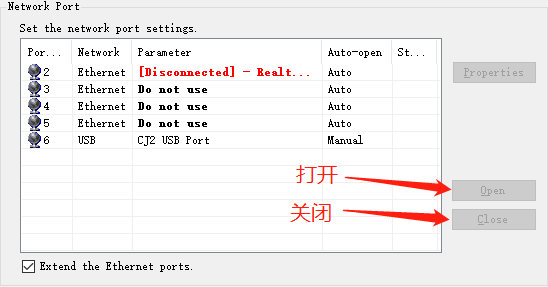 Network Port
Set the network port settings.
Por... Network Parameter Auto-open St...
2 Ethernet [Disconnected] - Realt... Auto
3 Ethernet Do not use Auto
4 Ethernet Do not use Auto
5 Ethernet Do not use Auto
6 USB CJ2 USB Port Manual
Properties
打开
Open
关闭
Close
Extend the Ethernet ports.